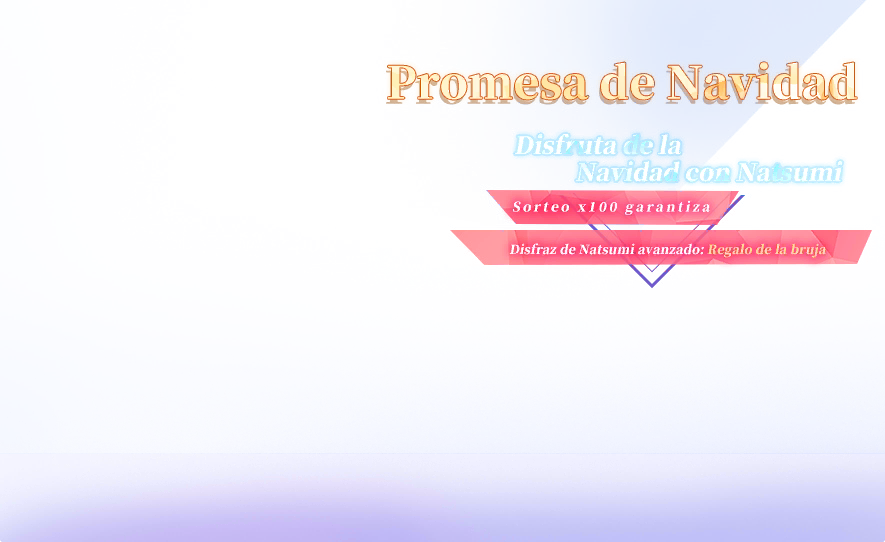 Promesa de Navidad
Disfruta de la
Navidad con Natsumi
Sorteo x100 garantiza
Disfraz de Natsumi avanzado: Regalo de la bruja